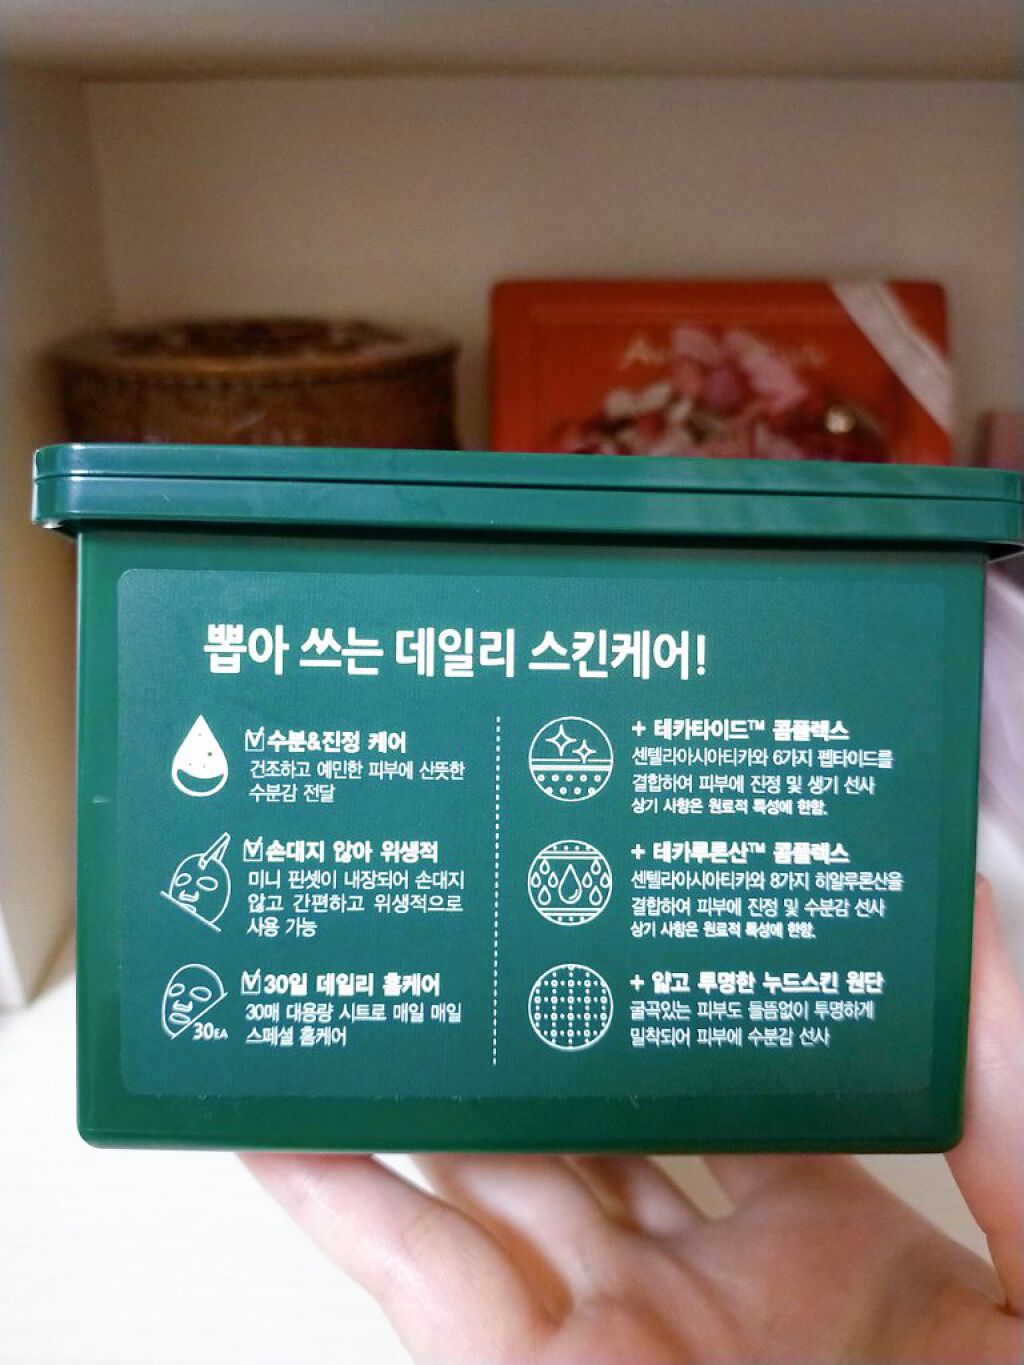 뽑아 쓰는 데일리 스킨케어!
수분&진정 케어
건조하고 예민한 피부에 산뜻한
수분감 전달
손대지 않아 위생적
미니 핀셋이 내장되어 손대지
않고 간편하고 위생적으로
사용 가능
30일 데일리 홈케어
30매 대용량 시트로 매일 매일
스페셜 홈케어
30EA
+ 테카타이드™ 콤플렉스
센텔라아시아티카와 6가지 펩타이드를
결합하여 피부에 진정 및 생기 선사
상기 사항은 원료적 특성에 한함.
+ 테카루론산™ 콤플렉스
센텔라아시아티카와 8가지 히알루론산을
결합하여 피부에 진정 및 수분감 선사
상기 사항은 원료적 특성에 한함.
+ 얇고 투명한 누드스킨 원단
굴곡있는 피부도 들뜸없이 투명하게
밀착되어 피부에 수분감 선사